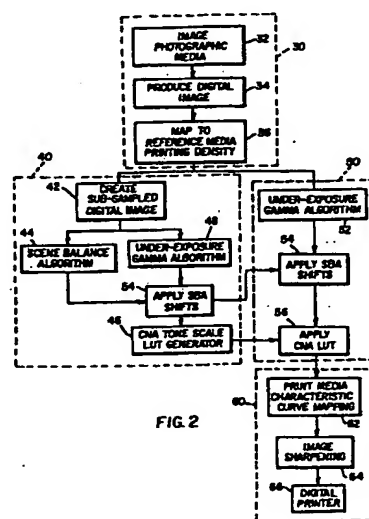 IMAGE
PHOTOGRAPHIC
MEDIA
32
30
PRODUCE DIGITAL
IMAGE
34
MAP TO
REFERENCE MEDIA
PRINTING DENSITY
36
40
42
CREATE
SUB-SAMPLED
DIGITAL IMAGE
44
SCENE BALANCE
ALGORITHM
48
UNDER-EXPOSURE
GAMMA ALGORITHM
54
APPLY SBA
SHIFTS
46
CNA TONE SCALE
LUT GENERATOR
50
UNDER-EXPOSURE
GAMMA ALGORITHM
52
54
APPLY SBA
SHIFTS
56
APPLY
CNA LUT
60
PRINT MEDIA
CHARACTERISTIC
CURVE MAPPING
62
IMAGE
SHARPENING
64
DIGITAL
PRINTER
66
FIG. 2